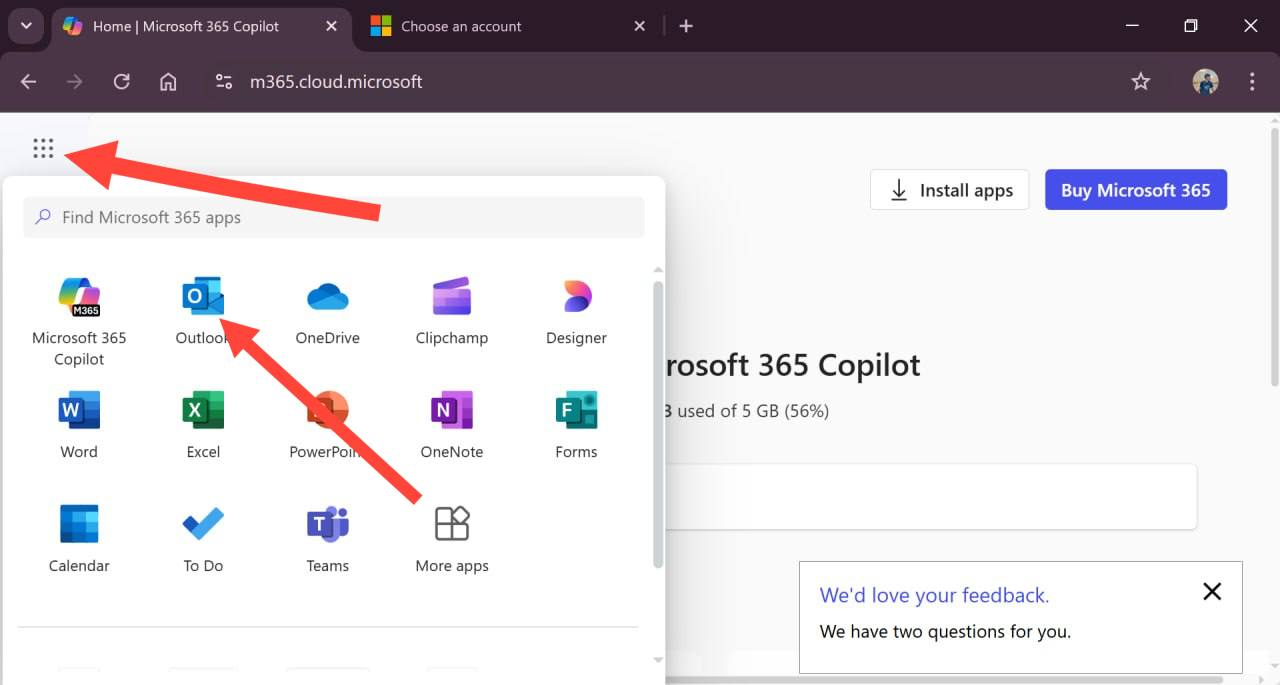 Home | Microsoft 365 Copilot
Choose an account
m365.cloud.microsoft
Install apps
Buy Microsoft 365
Find Microsoft 365 apps
M365
Microsoft 365 Copilot
Outlook
OneDrive
Clipchamp
Designer
Word
Excel
PowerPoint
OneNote
Forms
Calendar
To Do
Teams
More apps
rosoft 365 Copilot
used of 5 GB (56%)
We'd love your feedback.
We have two questions for you.